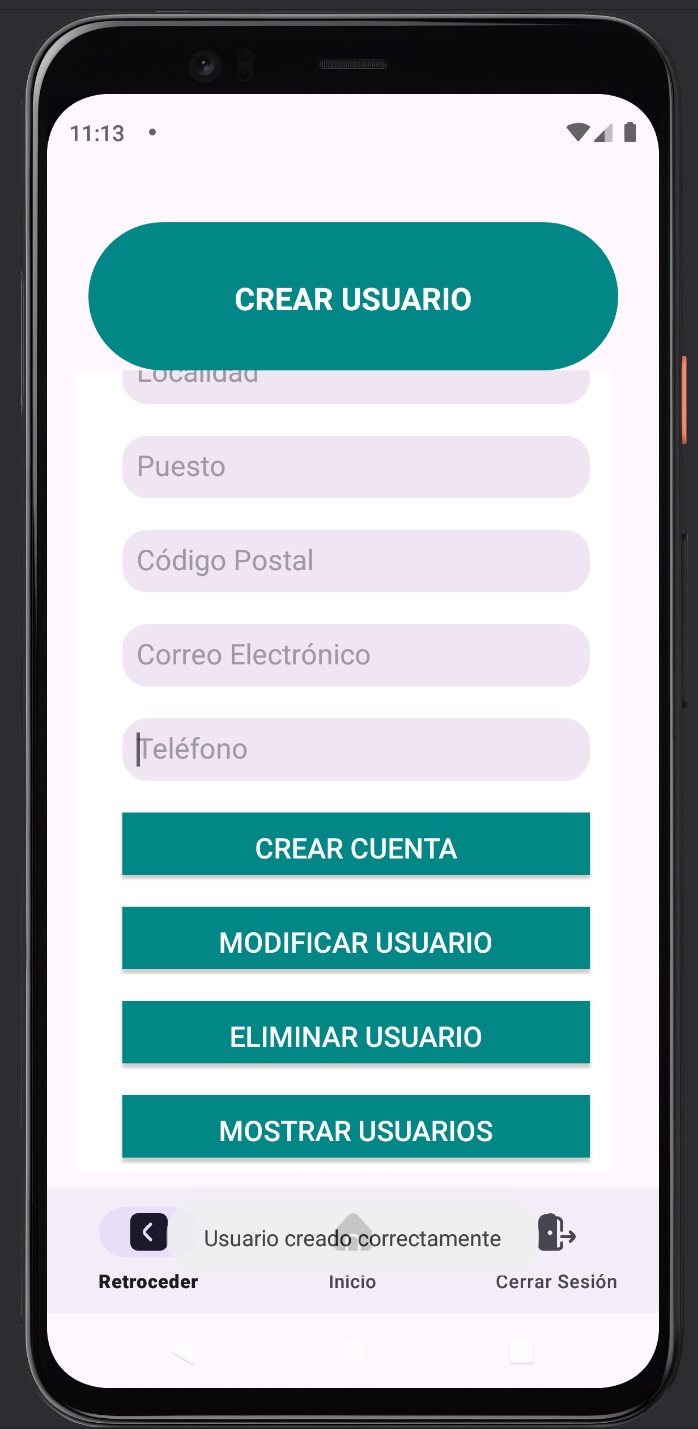 11:13
CREAR USUARIO
Localidad
Puesto
Código Postal
Correo Electrónico
Teléfono
CREAR CUENTA
MODIFICAR USUARIO
ELIMINAR USUARIO
MOSTRAR USUARIOS
Usuario creado correctamente
Retroceder
Inicio
Cerrar Sesión